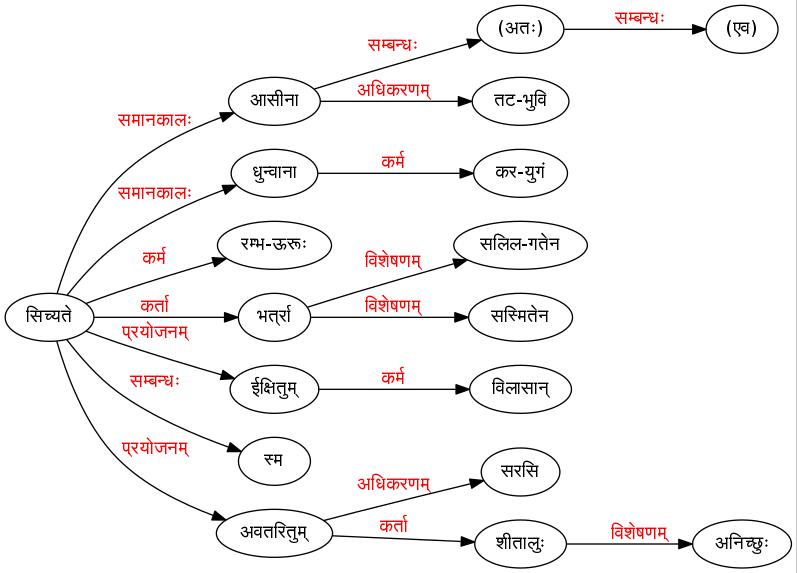 सम्बन्धः (अतः) सम्बन्धः (एव)
आसीना अधिकरणम् तट-भुवि
समानकालः
धुन्वाना कर्म कर-युगं
समानकालः
कर्म रम्भ-ऊरूः विशेषणम् सलिल-गतेन
सिच्यते कर्ता भर्त्रा विशेषणम् सस्मितेन
प्रयोजनम् ईक्षितुम् कर्म विलासान्
सम्बन्धः स्म
प्रयोजनम् अवतरितुम् अधिकरणम् सरसि
कर्ता शीतालुः विशेषणम् अनिच्छुः